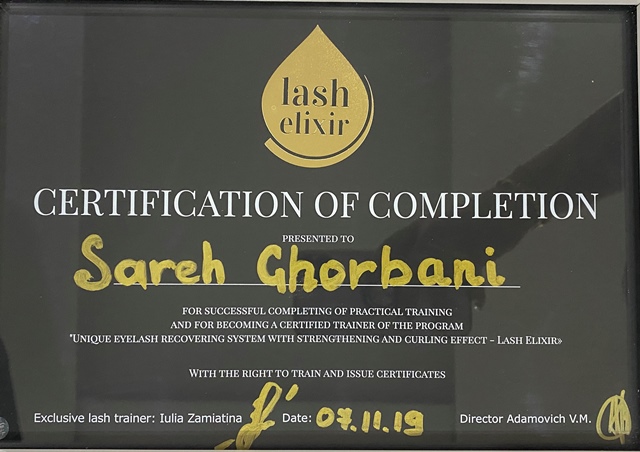 lash
elixir
CERTIFICATION OF COMPLETION
PRESENTED TO
Sareh Ghorbani
FOR SUCCESSFUL COMPLETING OF PRACTICAL TRAINING
AND FOR BECOMING A CERTIFIED TRAINER OF THE PROGRAM
"UNIQUE EYELASH RECOVERING SYSTEM WITH STRENGTHENING AND CURLING EFFECT - LASH ELIXIR»
WITH THE RIGHT TO TRAIN AND ISSUE CERTIFICATES
Exclusive lash trainer: Iulia Zamiatina Date: 07.11.19 Director Adamovich V.M.